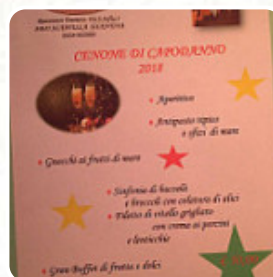 CENONE DI CAPODANNO
2018
Aperitivo
Antipasto tipico
e sfizi di mare
Gnocchi ai frutti di mare
Sinfonia di baccalà
e broccoli con colatura di alici
Filetto di vitello grigliato
con crema ai porcini
e lenticchie
Gran Buffet di frutta e dolci